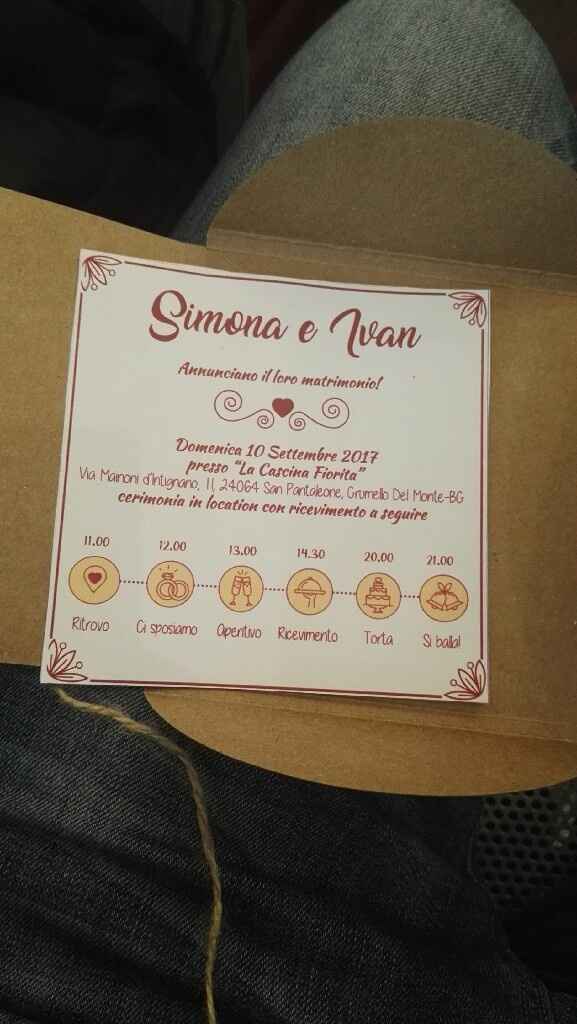 Simona e Ivan
Annunciano il loro matrimonio!
Domenica 10 Settembre 2017
presso "La Cascina Fiorita"
Via Mainoni d'Intignano, 11, 24064 San Pantaleone, Grumello Del Monte-BG
cerimonia in location con ricevimento a seguire
11.00 12.00 13.00 14.30 20.00 21.00
Ritrovo Ci sposiamo Aperitivo Ricevimento Torta Si balla!